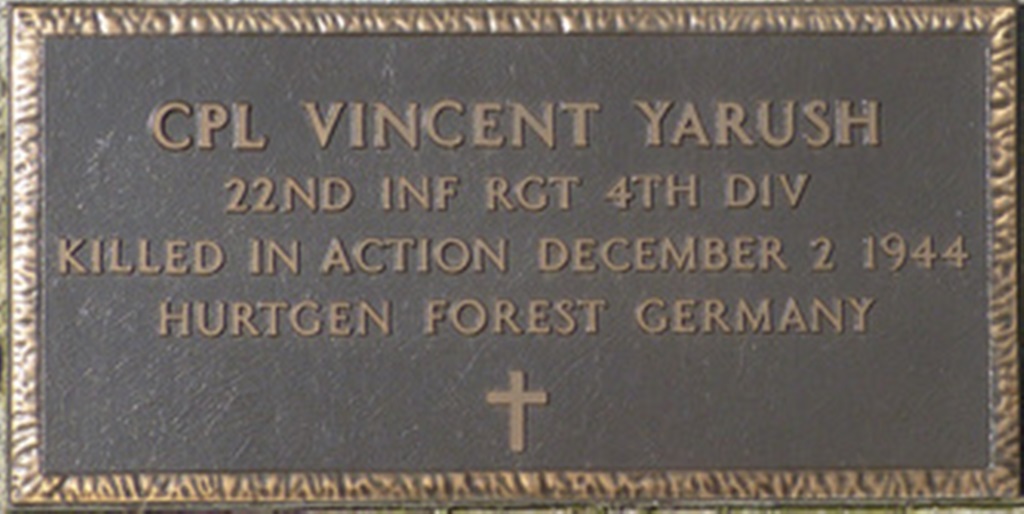 CPL VINCENT YARUSH
22ND INF RGT 4TH DIV
KILLED IN ACTION DECEMBER 2 1944
HURTGEN FOREST GERMANY